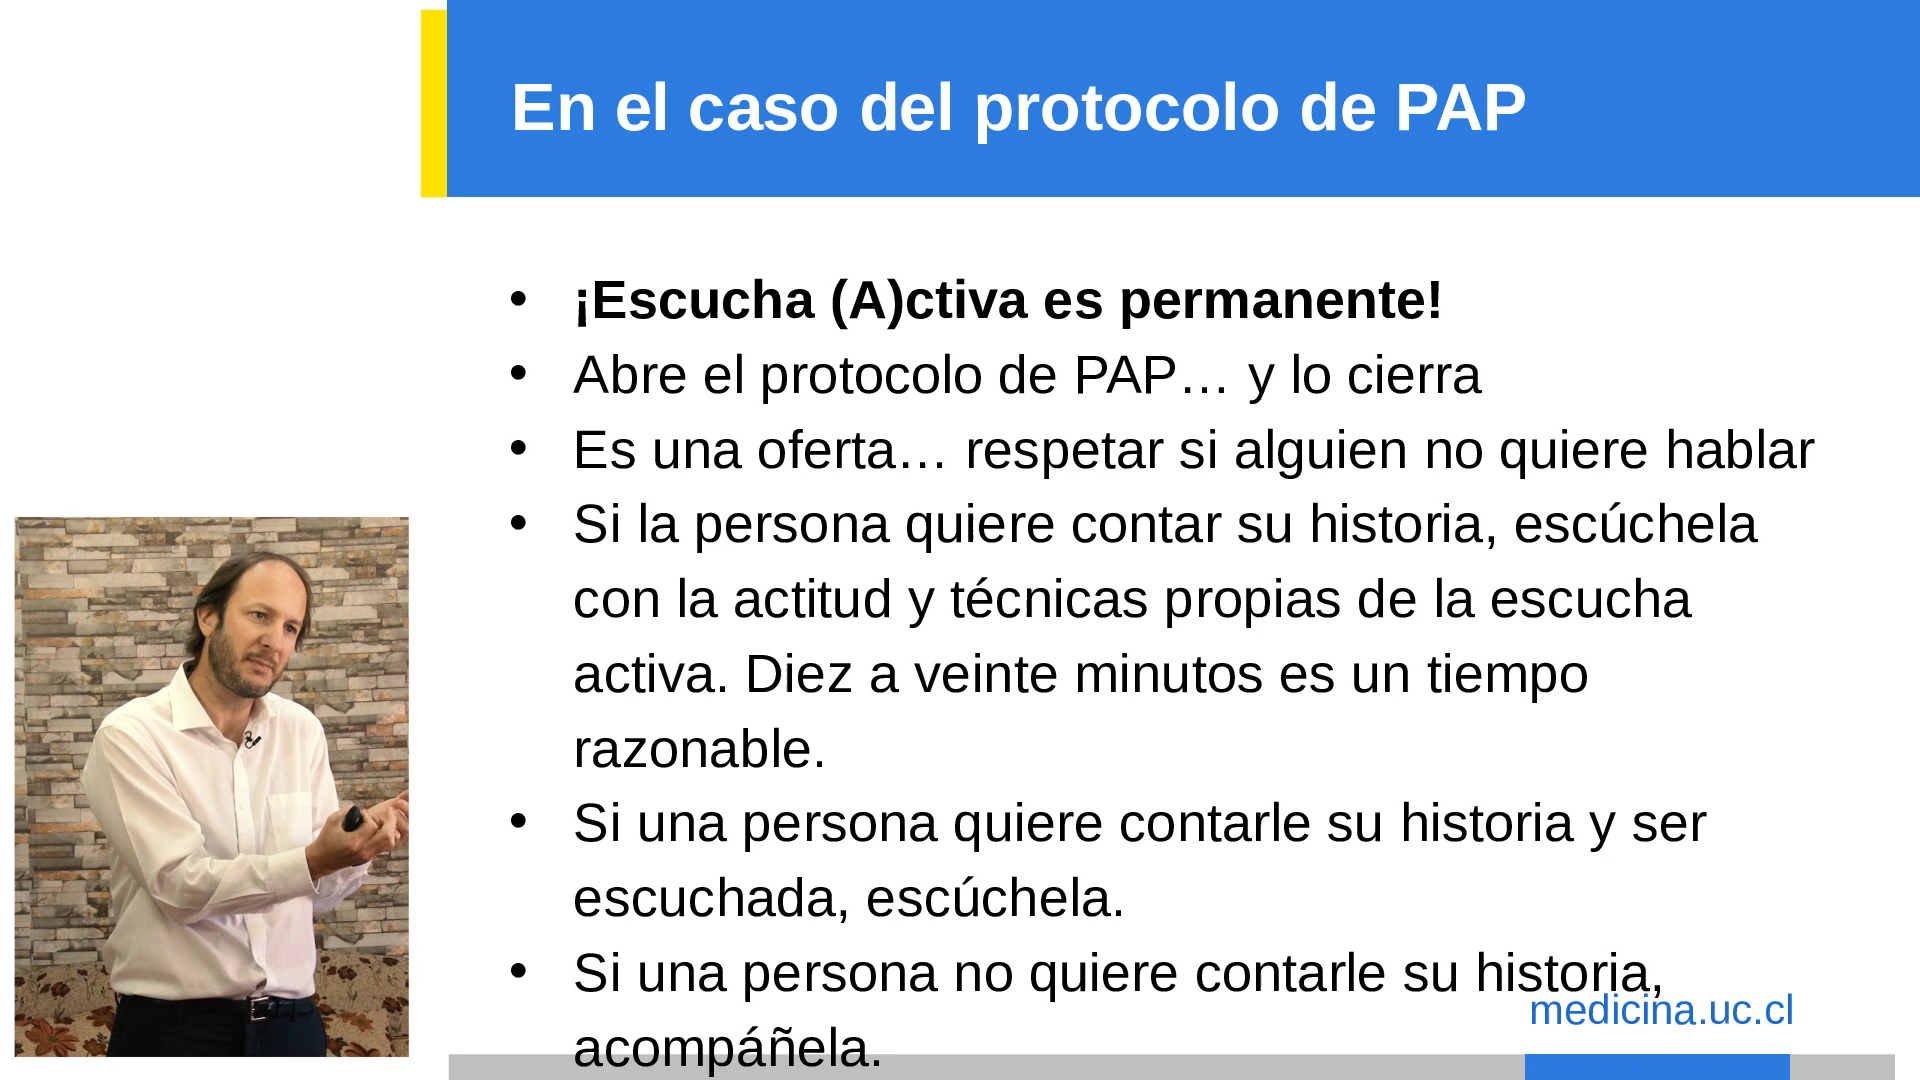 En el caso del protocolo de PAP
• ¡Escucha (A)ctiva es permanente!
• Abre el protocolo de PAP… y lo cierra
• Es una oferta… respetar si alguien no quiere hablar
• Si la persona quiere contar su historia, escúchela
con la actitud y técnicas propias de la escucha
activa. Diez a veinte minutos es un tiempo
razonable.
• Si una persona quiere contarle su historia y ser
escuchada, escúchela.
• Si una persona no quiere contarle su historia,
acompáñela.
medicina.uc.cl